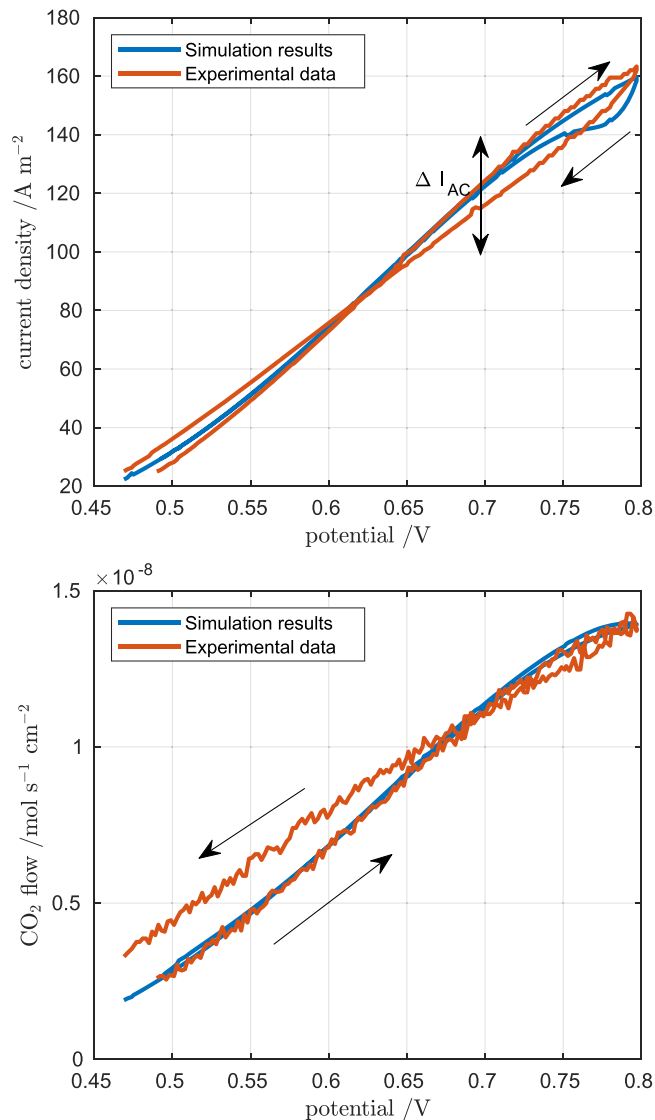 180
160
140
120
100
80
60
40
20
current density /A m⁻²
Simulation results
Experimental data
Δ I_AC
0.45 0.5 0.55 0.6 0.65 0.7 0.75 0.8
potential /V
×10⁻⁸
1.5
1
0.5
0
CO₂ flow /mol s⁻¹ cm⁻²
Simulation results
Experimental data
0.45 0.5 0.55 0.6 0.65 0.7 0.75 0.8
potential /V